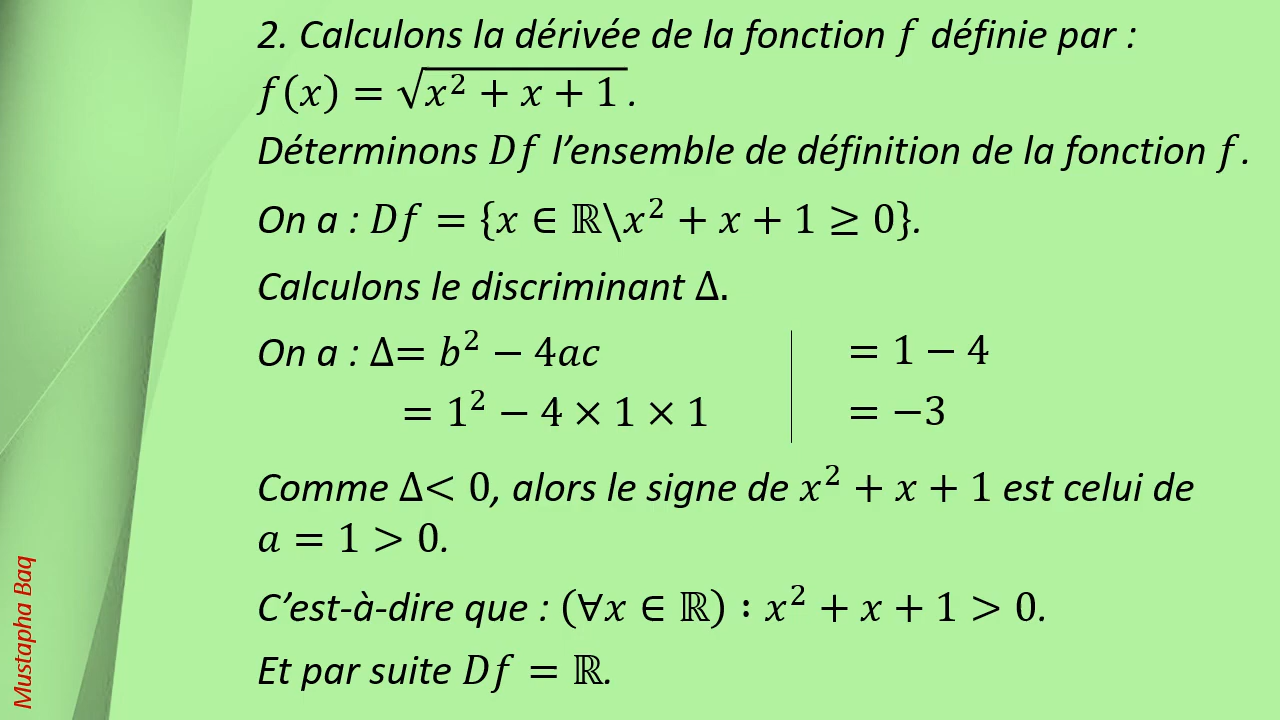 2. Calculons la dérivée de la fonction f définie par :
f(x) = √(x² + x + 1).
Déterminons Df l’ensemble de définition de la fonction f.
On a : Df = {x ∈ ℝ\x² + x + 1 ≥ 0}.
Calculons le discriminant Δ.
On a : Δ= b² − 4ac
= 1² − 4 × 1 × 1
= 1 − 4
= −3
Comme Δ< 0, alors le signe de x² + x + 1 est celui de
a = 1 > 0.
C’est-à-dire que : (∀x ∈ ℝ) : x² + x + 1 > 0.
Et par suite Df = ℝ.
Mustapha Baq